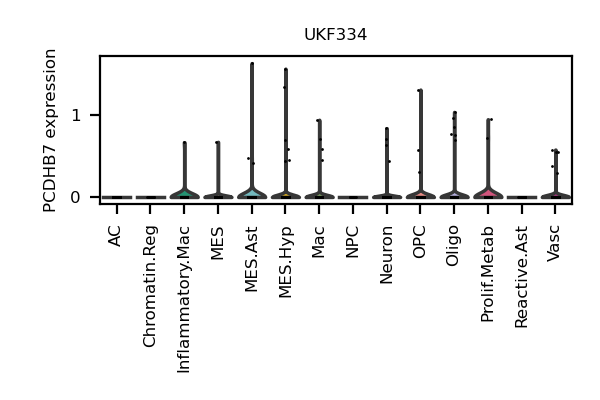 UKF334
PCDHB7 expression
1
0
AC
Chromatin.Reg
Inflammatory.Mac
MES
MES.Ast
MES.Hyp
Mac
NPC
Neuron
OPC
Oligo
Prolif.Metab
Reactive.Ast
Vasc